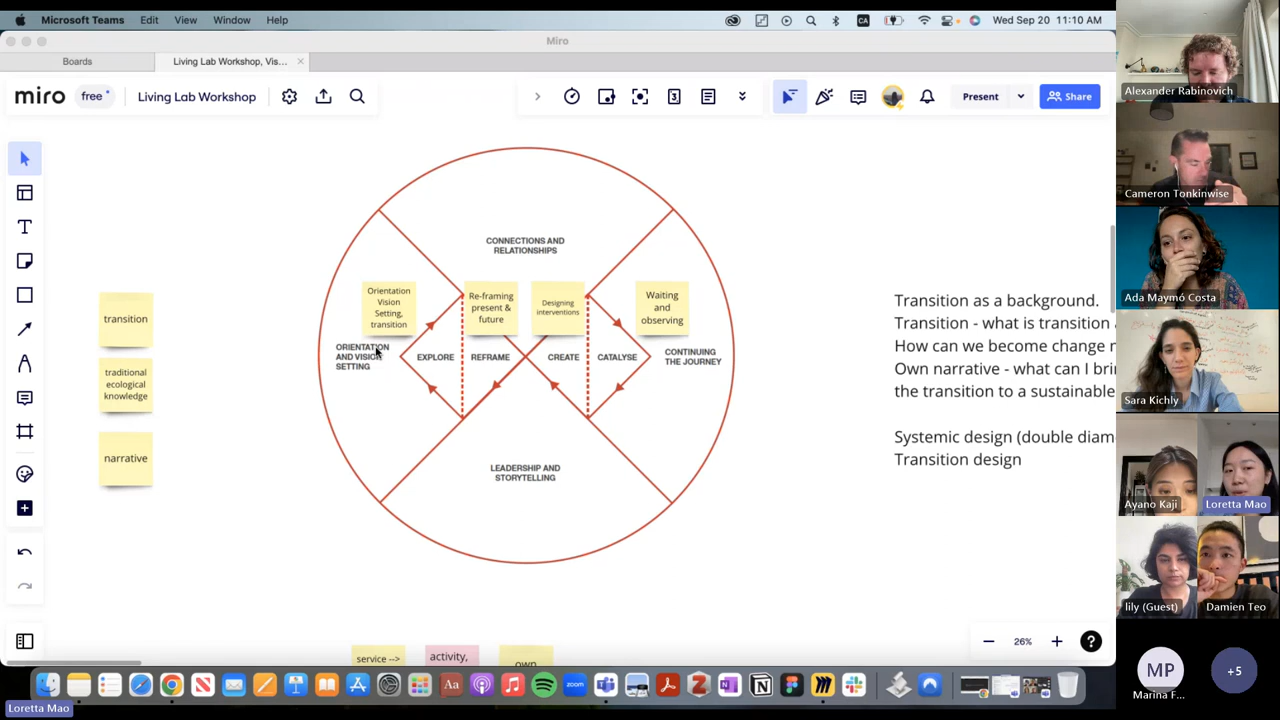 Microsoft Teams Edit View Window Help
CA
Wed Sep 20 11:10 AM
Miro
Boards
Living Lab Workshop, Vis...
miro free Living Lab Workshop
3
Present
Share
CONNECTIONS AND
RELATIONSHIPS
transition
traditional
ecological
knowledge
narrative
Orientation
Vision
Setting,
transition
Re-framing
present &
future
Designing
interventions
Waiting
and
observing
ORIENTATION
AND VISION
SETTING
EXPLORE
REFRAME
CREATE
CATALYSE
CONTINUING
THE JOURNEY
LEADERSHIP AND
STORYTELLING
Transition as a background.
Transition - what is transition
How can we become change
Own narrative - what can I
the transition to a sustainable
Systemic design (double
Transition design
service -->
activity,
own
26%
?
Aa
zoom
Loretta Mao
Alexander Rabinovich
Cameron Tonkinwise
Ada Maymó Costa
Sara Kichly
Ayano Kaji
Loretta Mao
lily (Guest)
Damien Teo
MP
Marina F...
+5